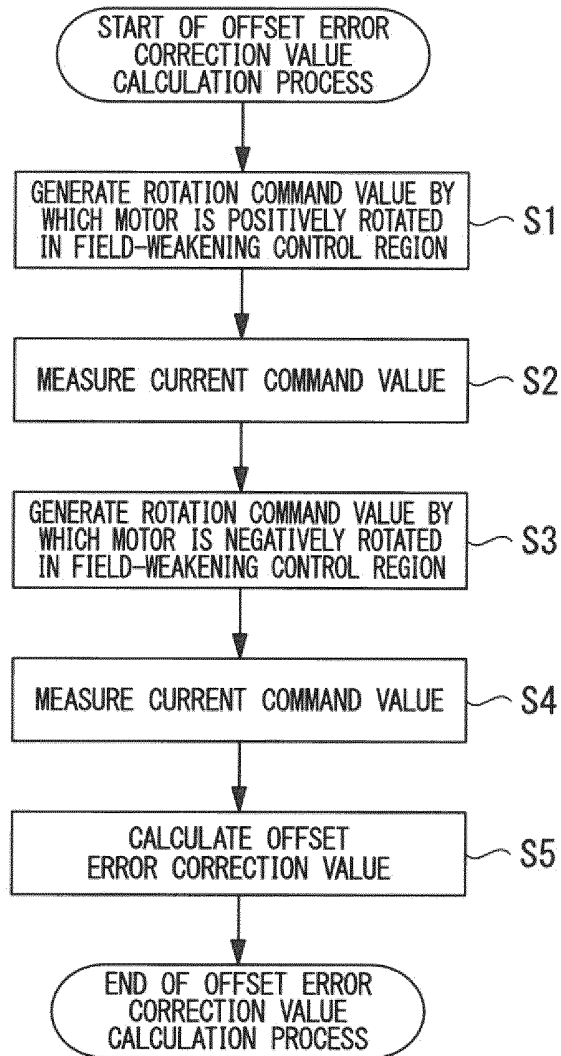 START OF OFFSET ERROR
CORRECTION VALUE
CALCULATION PROCESS
GENERATE ROTATION COMMAND VALUE BY
WHICH MOTOR IS POSITIVELY ROTATED
IN FIELD-WEAKENING CONTROL REGION
S1
MEASURE CURRENT COMMAND VALUE
S2
GENERATE ROTATION COMMAND VALUE BY
WHICH MOTOR IS NEGATIVELY ROTATED
IN FIELD-WEAKENING CONTROL REGION
S3
MEASURE CURRENT COMMAND VALUE
S4
CALCULATE OFFSET
ERROR CORRECTION VALUE
S5
END OF OFFSET ERROR
CORRECTION VALUE
CALCULATION PROCESS